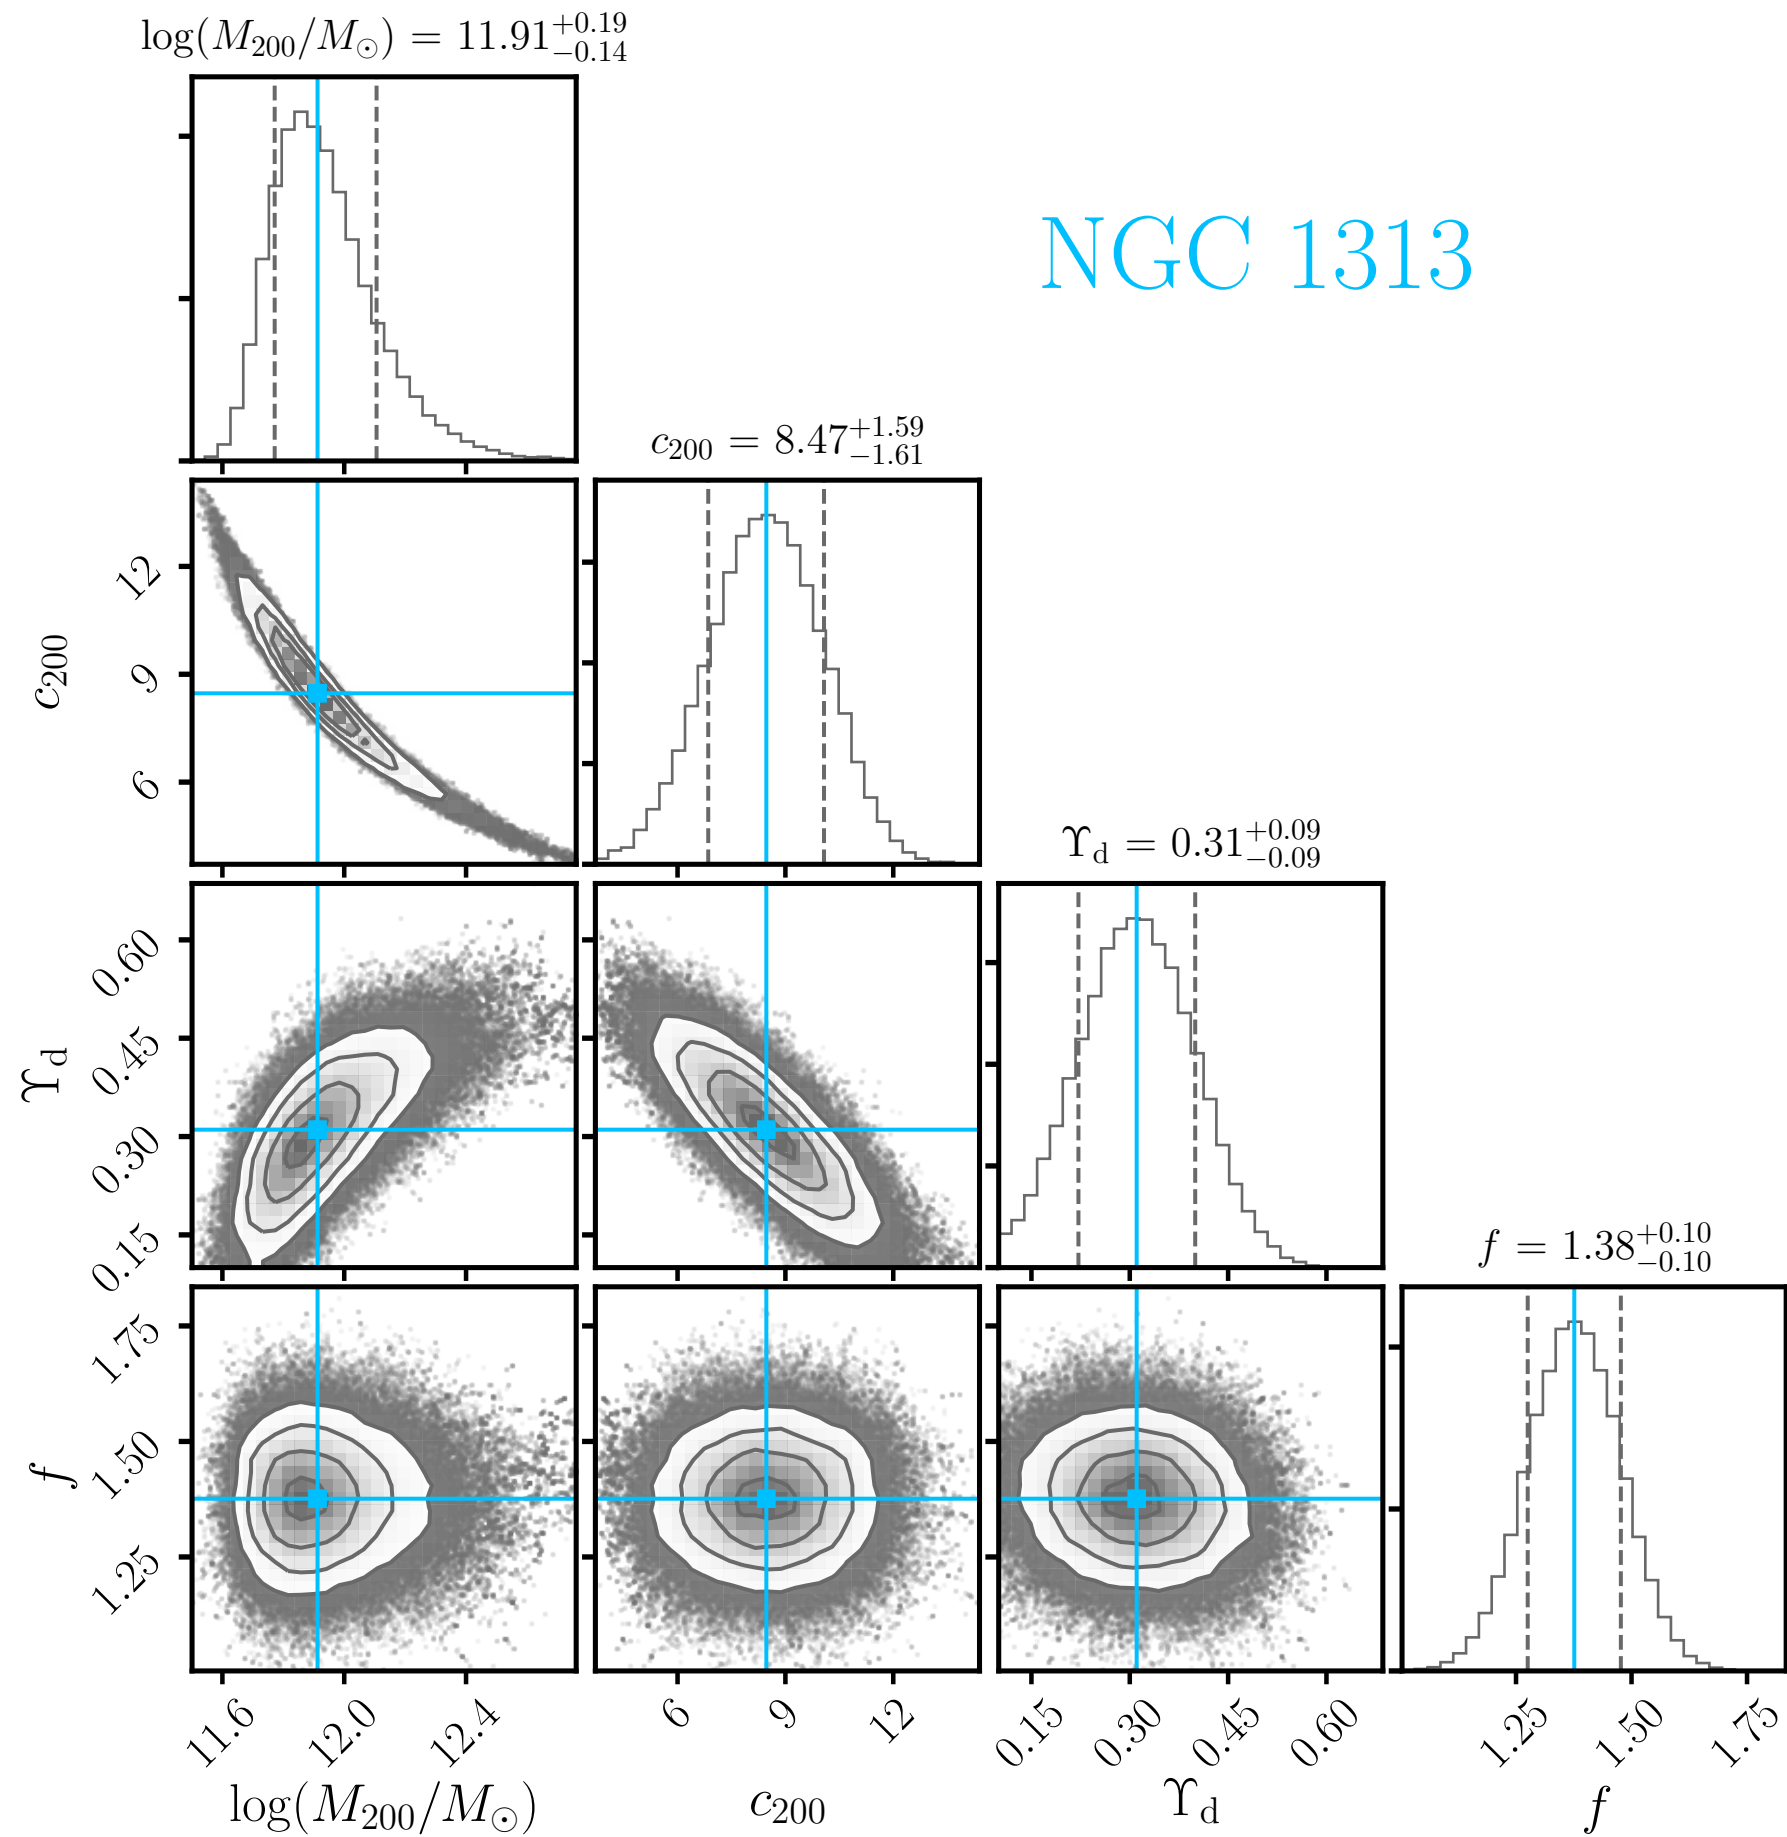 log(M₂₀₀/M⊙) = 11.91 +0.19 −0.14
NGC 1313
c₂₀₀ = 8.47 +1.59 −1.61
12
9
6
c₂₀₀
ϒd = 0.31 +0.09 −0.09
0.60
0.45
0.30
0.15
ϒd
f = 1.38 +0.10 −0.10
1.75
1.50
1.25
f
11.6 12.0 12.4 6 9 12 0.15 0.30 0.45 0.60 1.25 1.50 1.75
log(M₂₀₀/M⊙) c₂₀₀ ϒd f